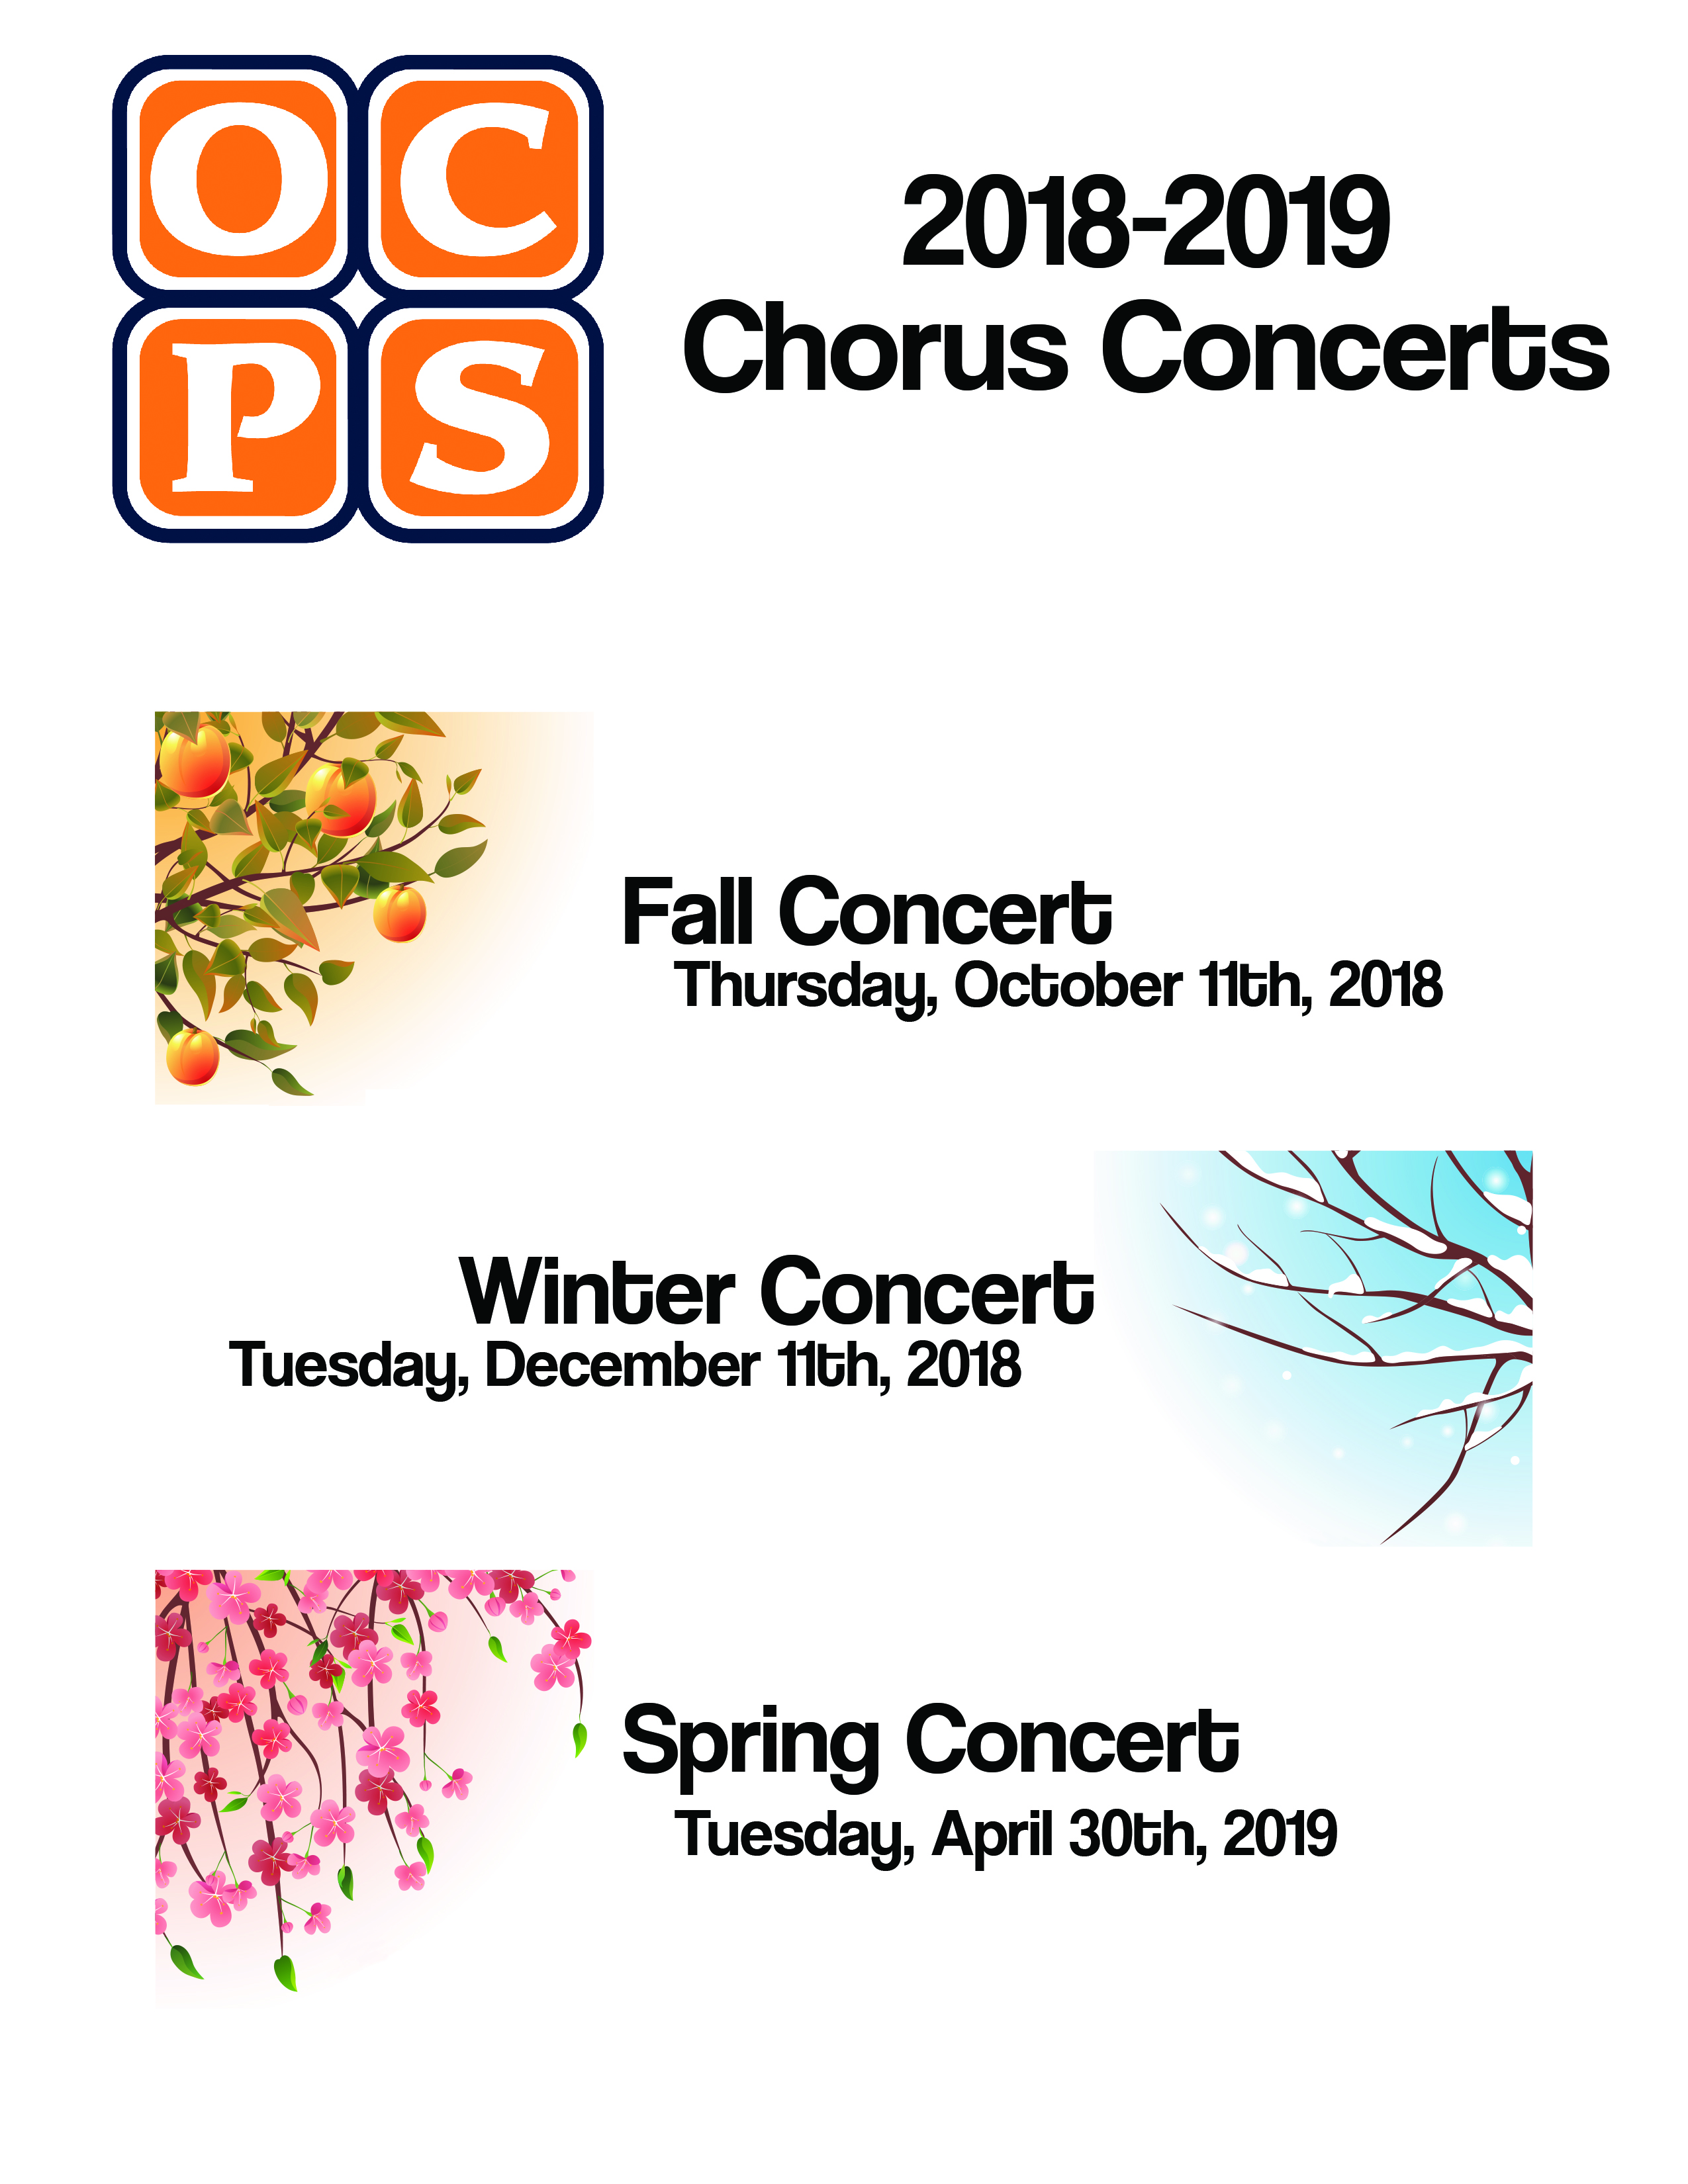 OC
PS
2018-2019
Chorus Concerts
Fall Concert
Thursday, October 11th, 2018
Winter Concert
Tuesday, December 11th, 2018
Spring Concert
Tuesday, April 30th, 2019